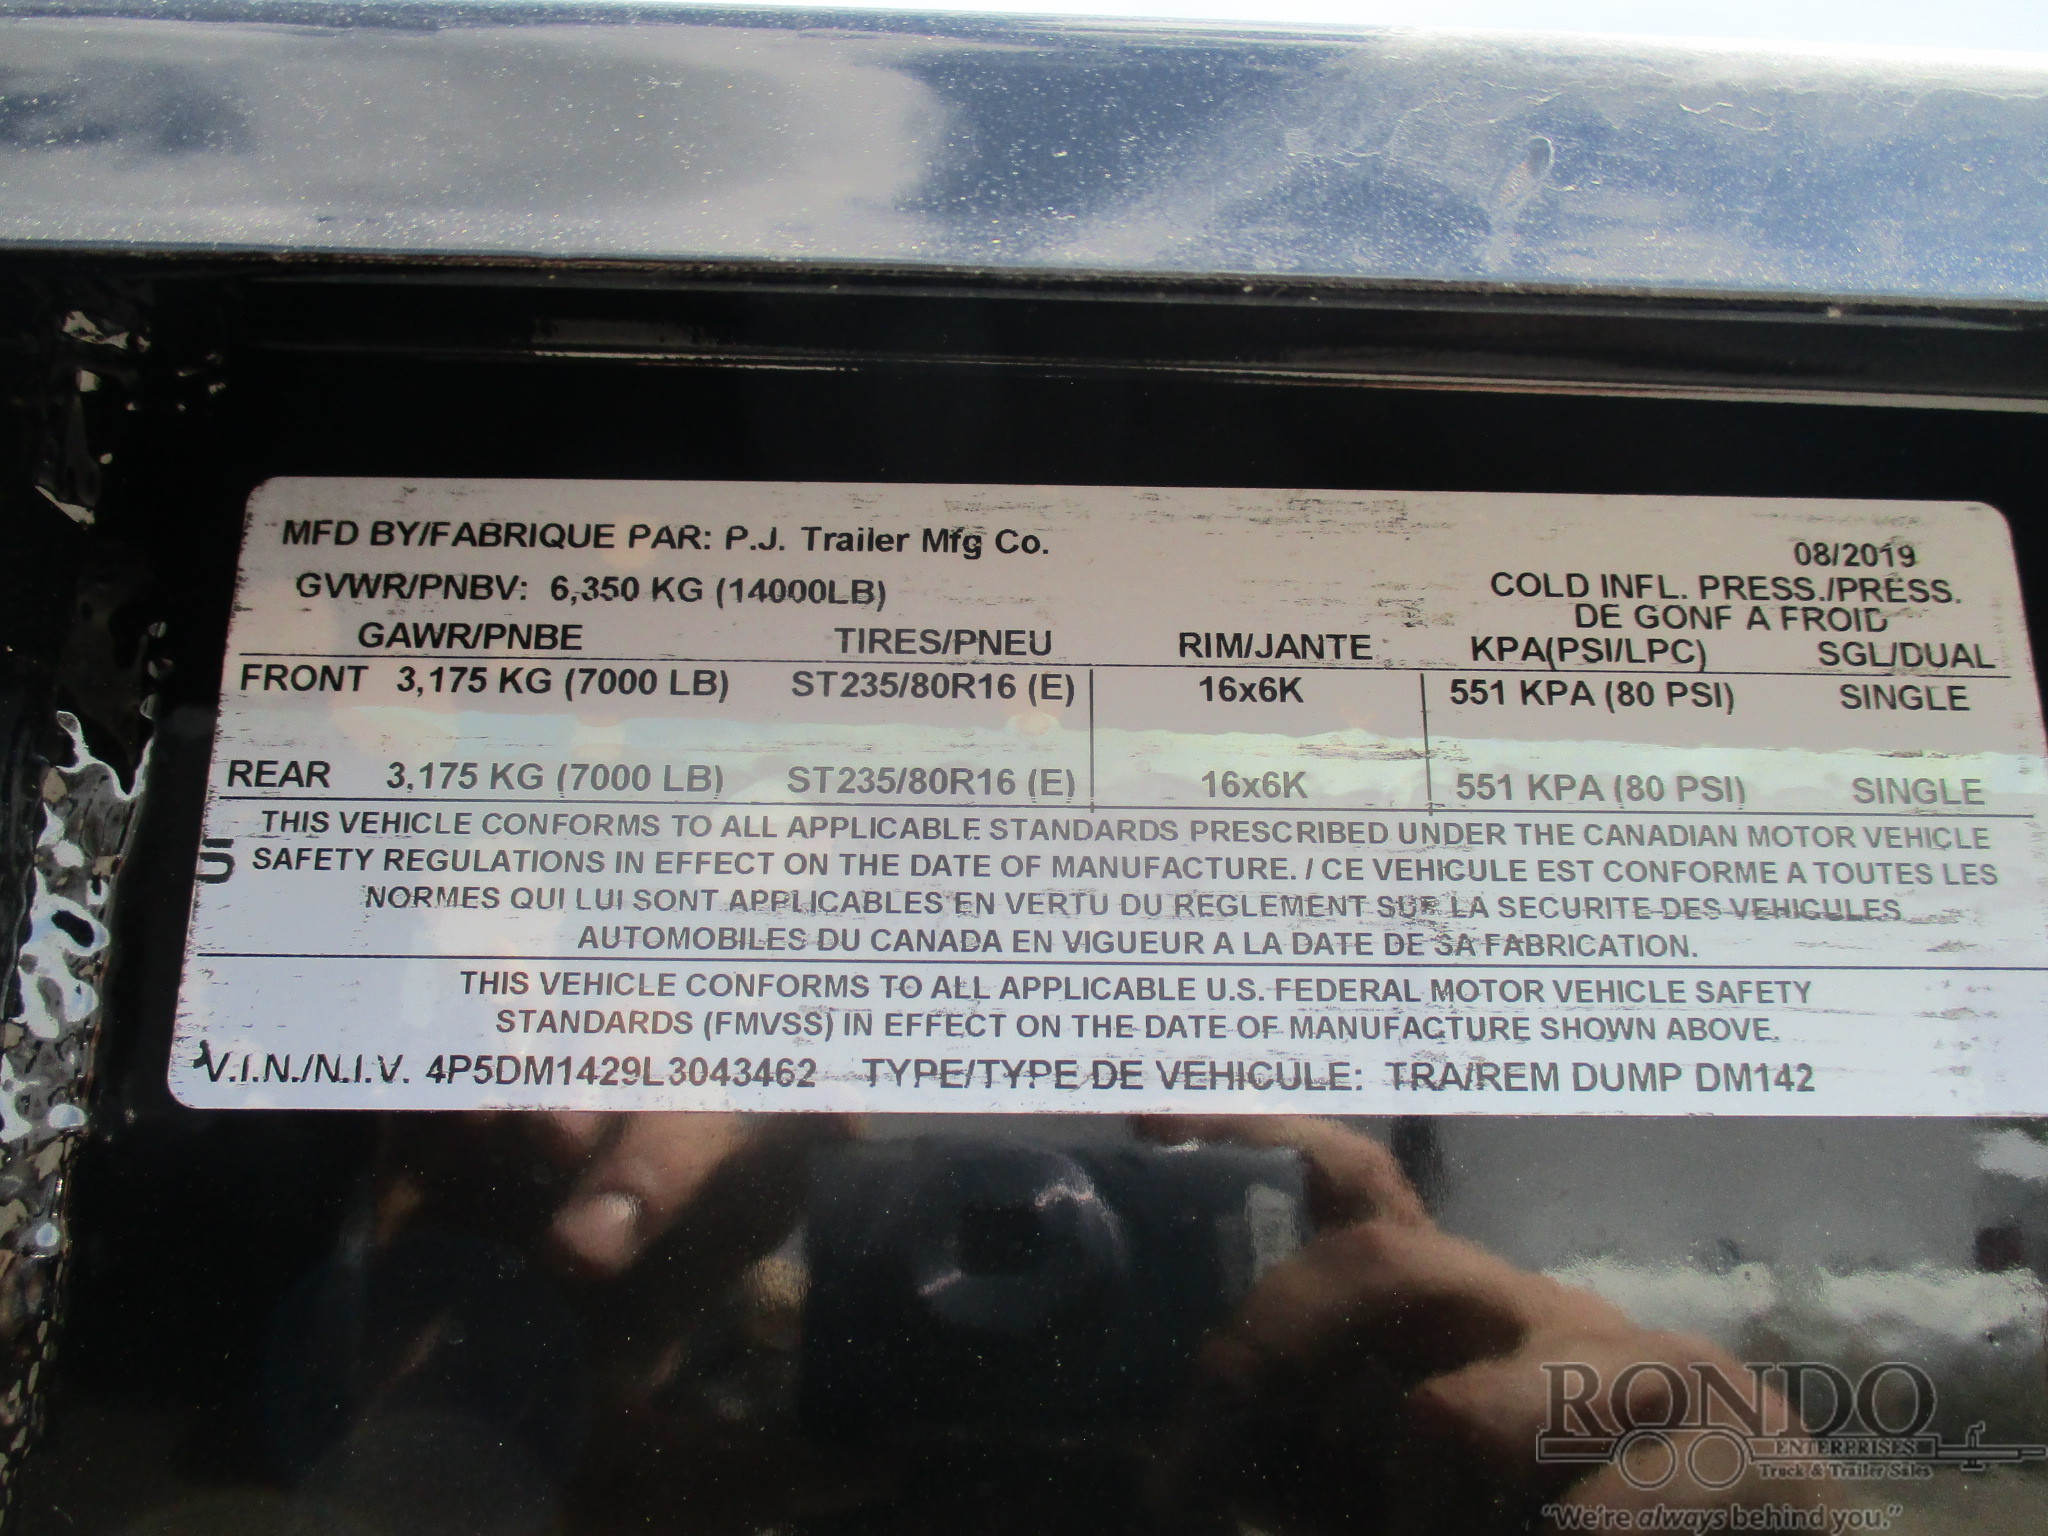 MFD BY/FABRIQUE PAR: P.J. Trailer Mfg Co.
08/2019
GVWR/PNBV: 6,350 KG (14000LB)
COLD INFL. PRESS./PRESS.
DE GONF A FROID
GAWR/PNBE TIRES/PNEU RIM/JANTE KPA(PSI/LPC) SGL/DUAL
FRONT 3,175 KG (7000 LB) ST235/80R16 (E) 16x6K 551 KPA (80 PSI) SINGLE
REAR 3,175 KG (7000 LB) ST235/80R16 (E) 16x6K 551 KPA (80 PSI) SINGLE
THIS VEHICLE CONFORMS TO ALL APPLICABLE STANDARDS PRESCRIBED UNDER THE CANADIAN MOTOR VEHICLE
SAFETY REGULATIONS IN EFFECT ON THE DATE OF MANUFACTURE. / CE VEHICULE EST CONFORME A TOUTES LES
NORMES QUI LUI SONT APPLICABLES EN VERTU DU REGLEMENT SUR LA SECURITE DES VEHICULES
AUTOMOBILES DU CANADA EN VIGUEUR A LA DATE DE SA FABRICATION.
THIS VEHICLE CONFORMS TO ALL APPLICABLE U.S. FEDERAL MOTOR VEHICLE SAFETY
STANDARDS (FMVSS) IN EFFECT ON THE DATE OF MANUFACTURE SHOWN ABOVE.
V.I.N./N.I.V. 4P5DM1429L3043462 TYPE/TYPE DE VEHICULE: TRA/REM DUMP DM142
RONDO
ENTERPRISES
Truck & Trailer Sales
"We're always behind you."